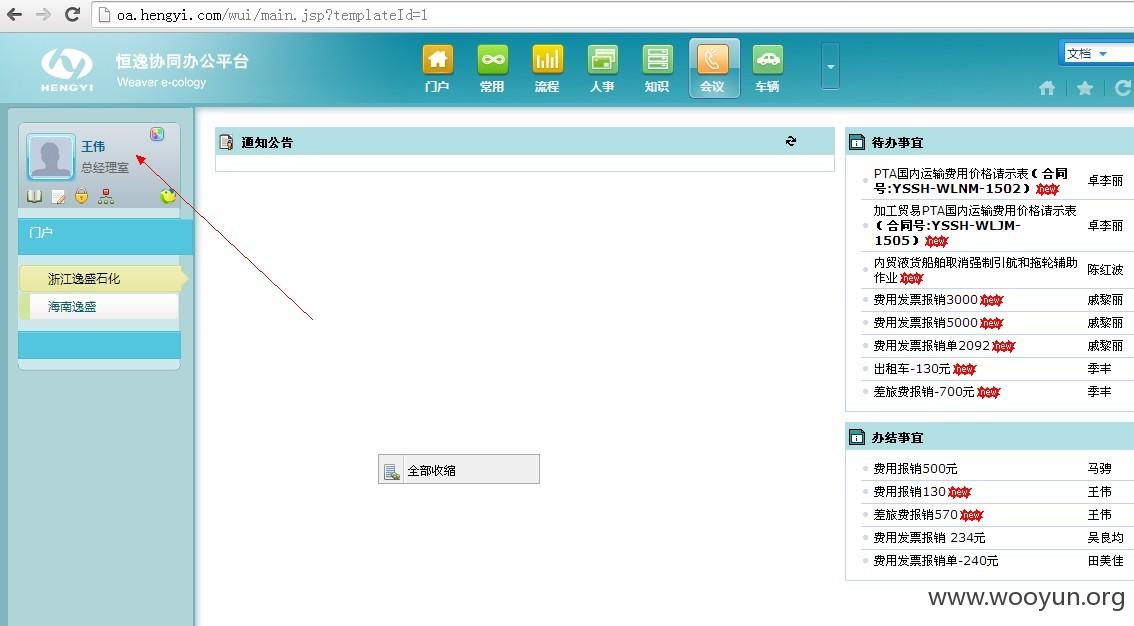 oa.hengyi.com/wui/main.jsp?templateId=1
HENGYI
恒逸协同办公平台
Weaver e-cology
门户
常用
流程
人事
知识
会议
车辆
文档
王伟
总经理室
门户
浙江逸盛石化
海南逸盛
通知公告
全部收缩
待办事宜
PTA国内运输费用价格请示表(合同
号:YSSH-WLNM-1502) new
卓李丽
加工贸易PTA国内运输费用价格请示表
(合同号:YSSH-WLJM-
1505) new
卓李丽
内贸液货船舶取消强制引航和拖轮辅助
作业 new
陈红波
费用发票报销3000 new 戚黎丽
费用发票报销5000 new 戚黎丽
费用发票报销单2092 new 戚黎丽
出租车-130元 new 季丰
差旅费报销-700元 new 季丰
办结事宜
费用报销500元 马骋
费用报销130 new 王伟
差旅费报销570 new 王伟
费用发票报销 234元 吴良均
费用发票报销单-240元 田美佳
www.wooyun.org